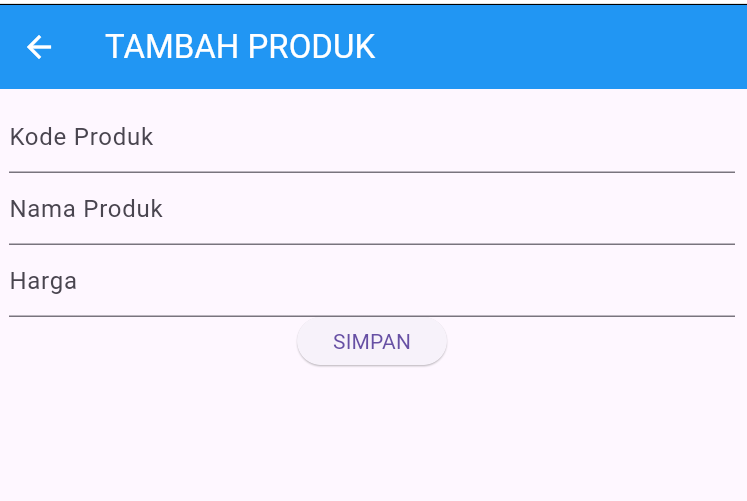 TAMBAH PRODUK
Kode Produk
Nama Produk
Harga
SIMPAN